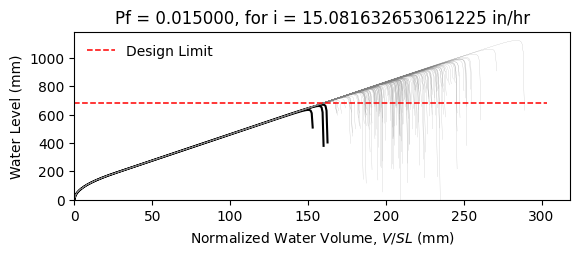 Pf = 0.015000, for i = 15.081632653061225 in/hr
Design Limit
Water Level (mm)
1000
800
600
400
200
0
0 50 100 150 200 250 300
Normalized Water Volume, V/SL (mm)